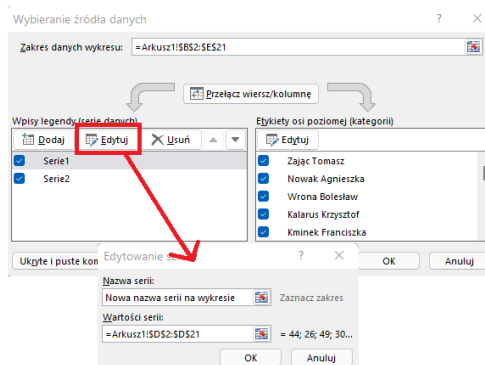 Wybieranie źródła danych ? ×
Zakres danych wykresu: =Arkusz1!$B$2:$E$21
Przełącz wiersz/kolumnę
Wpisy legendy (serie danych)
Dodaj Edytuj Usuń
Serie1
Serie2
Etykiety osi poziomej (kategorii)
Edytuj
Zając Tomasz
Nowak Agnieszka
Wrona Bolesław
Kalarus Krzysztof
Kminek Franciszka
Ukryte i puste OK Anuluj
Edytowanie ? ×
Nazwa serii:
Nowa nazwa serii na wykresie Zaznacz zakres
Wartości serii:
=Arkusz1!$D$2:$D$21 = 44; 26; 49; 30...
OK Anuluj